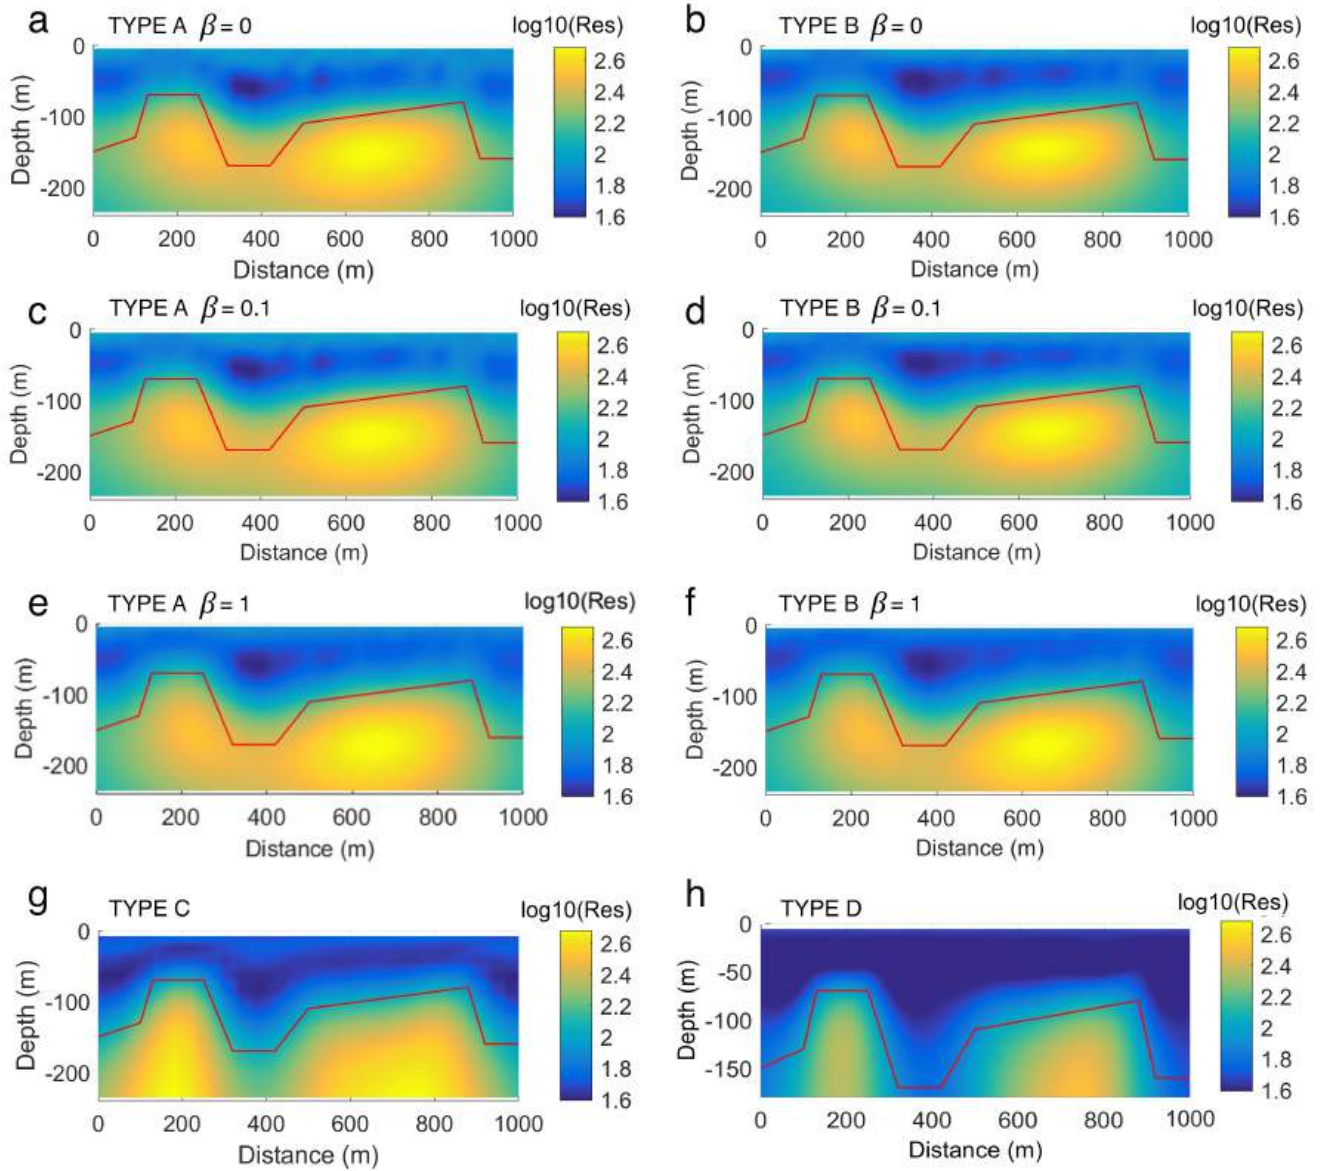 a TYPE A β = 0 log10(Res)
0
-100
-200
Depth (m)
0 200 400 600 800 1000
Distance (m)
2.6
2.4
2.2
2
1.8
1.6
b TYPE B β = 0 log10(Res)
0
-100
-200
Depth (m)
0 200 400 600 800 1000
Distance (m)
2.6
2.4
2.2
2
1.8
1.6
c TYPE A β = 0.1 log10(Res)
0
-100
-200
Depth (m)
0 200 400 600 800 1000
Distance (m)
2.6
2.4
2.2
2
1.8
1.6
d TYPE B β = 0.1 log10(Res)
0
-100
-200
Depth (m)
0 200 400 600 800 1000
Distance (m)
2.6
2.4
2.2
2
1.8
1.6
e TYPE A β = 1 log10(Res)
0
-100
-200
Depth (m)
0 200 400 600 800 1000
Distance (m)
2.6
2.4
2.2
2
1.8
1.6
f TYPE B β = 1 log10(Res)
0
-100
-200
Depth (m)
0 200 400 600 800 1000
Distance (m)
2.6
2.4
2.2
2
1.8
1.6
g TYPE C log10(Res)
0
-100
-200
Depth (m)
0 200 400 600 800 1000
Distance (m)
2.6
2.4
2.2
2
1.8
1.6
h TYPE D log10(Res)
0
-50
-100
-150
Depth (m)
0 200 400 600 800 1000
Distance (m)
2.6
2.4
2.2
2
1.8
1.6